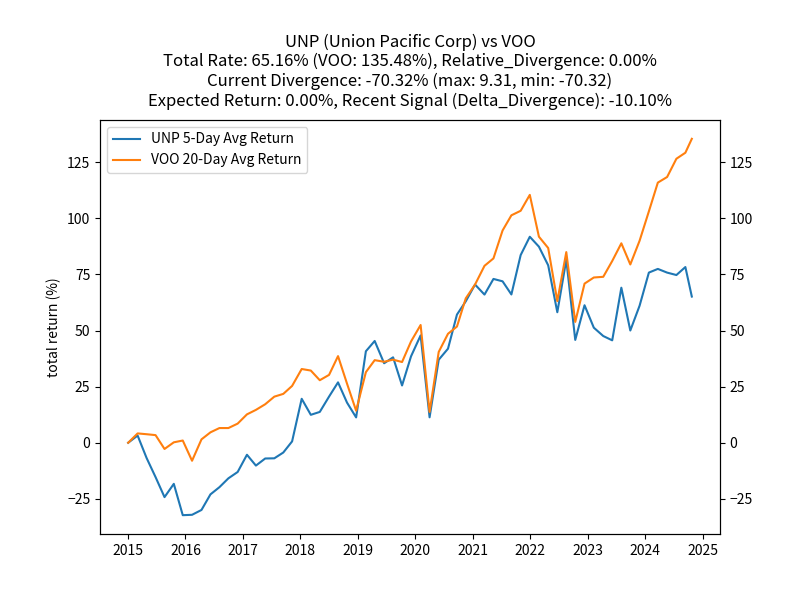 UNP (Union Pacific Corp) vs VOO
Total Rate: 65.16% (VOO: 135.48%), Relative_Divergence: 0.00%
Current Divergence: -70.32% (max: 9.31, min: -70.32)
Expected Return: 0.00%, Recent Signal (Delta_Divergence): -10.10%
UNP 5-Day Avg Return
VOO 20-Day Avg Return
total return (%)
125
100
75
50
25
0
−25
125
100
75
50
25
0
−25
2015 2016 2017 2018 2019 2020 2021 2022 2023 2024 2025